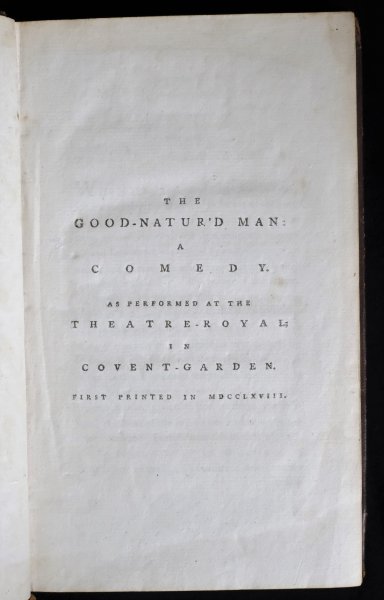 THE
GOOD-NATUR'D MAN:
A
COMEDY.
AS PERFORMED AT THE
THEATRE-ROYAL:
IN
COVENT-GARDEN.
FIRST PRINTED IN MDCCLXVIII.